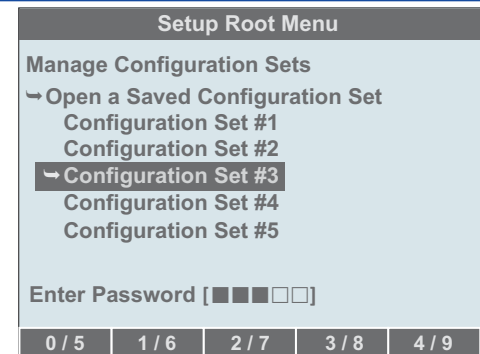 Setup Root Menu
Manage Configuration Sets
➥Open a Saved Configuration Set
Configuration Set #1
Configuration Set #2
➥Configuration Set #3
Configuration Set #4
Configuration Set #5
Enter Password [■■■□□]
0 / 5 1 / 6 2 / 7 3 / 8 4 / 9